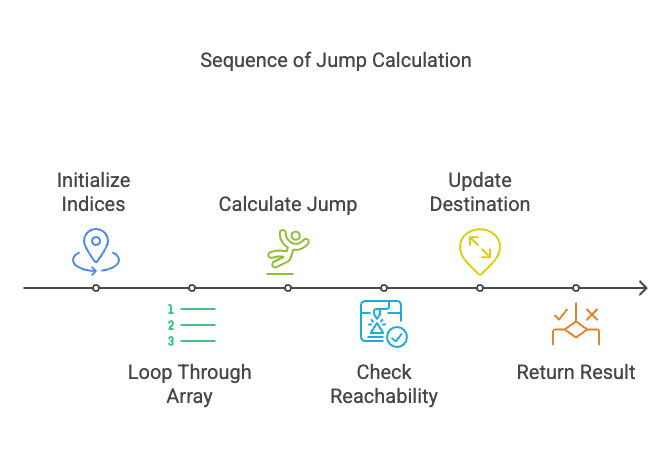 Sequence of Jump Calculation
Initialize
Indices
Calculate Jump
Update
Destination
1
2
3
Loop Through
Array
Check
Reachability
Return Result